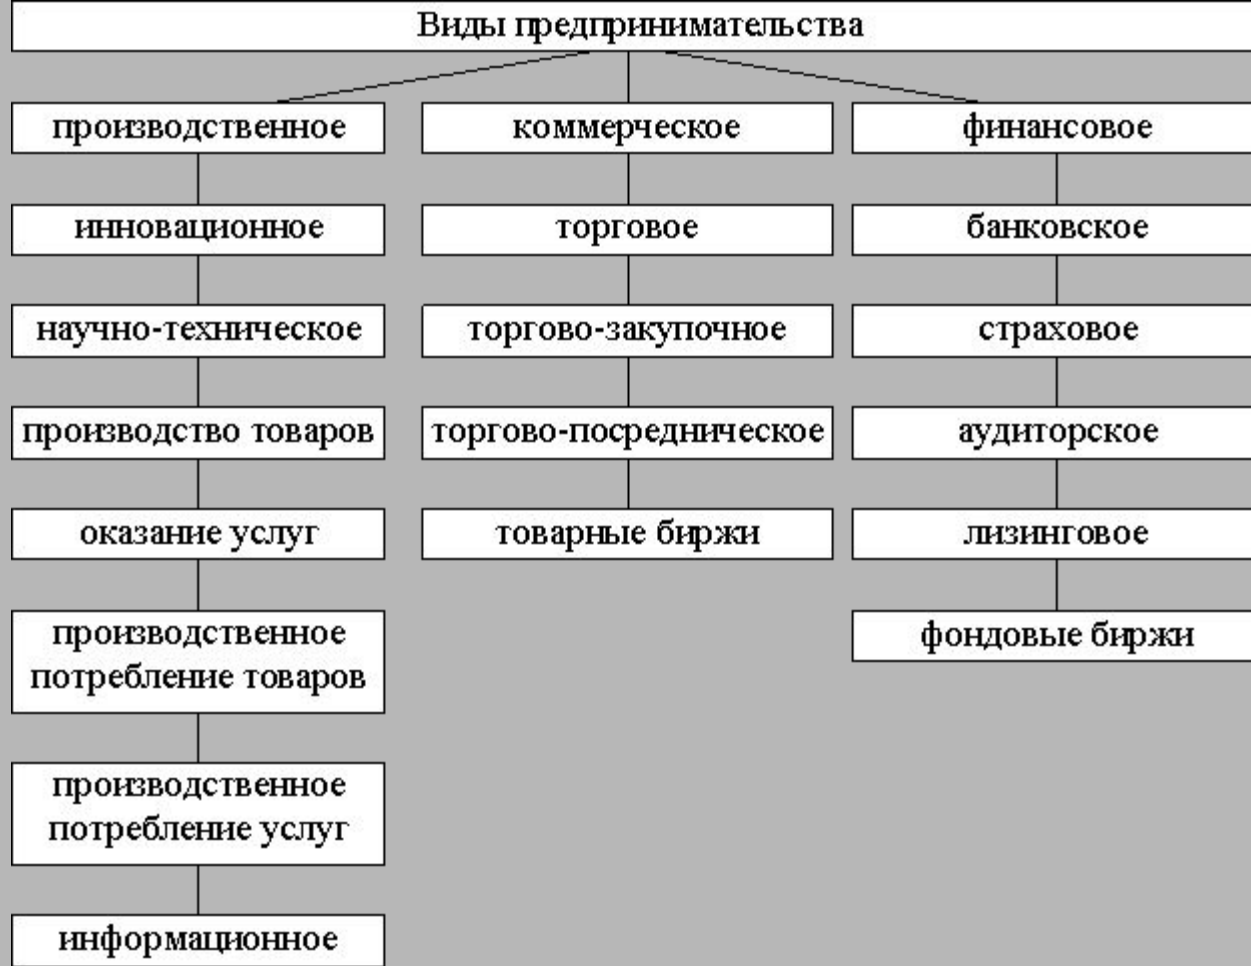 Виды предпринимательства
производственное
инновационное
научно-техническое
производство товаров
оказание услуг
производственное
потребление товаров
производственное
потребление услуг
информационное
коммерческое
торговое
торгово-закупочное
торгово-посредническое
товарные биржи
финансовое
банковское
страховое
аудиторское
лизинговое
фондовые биржи